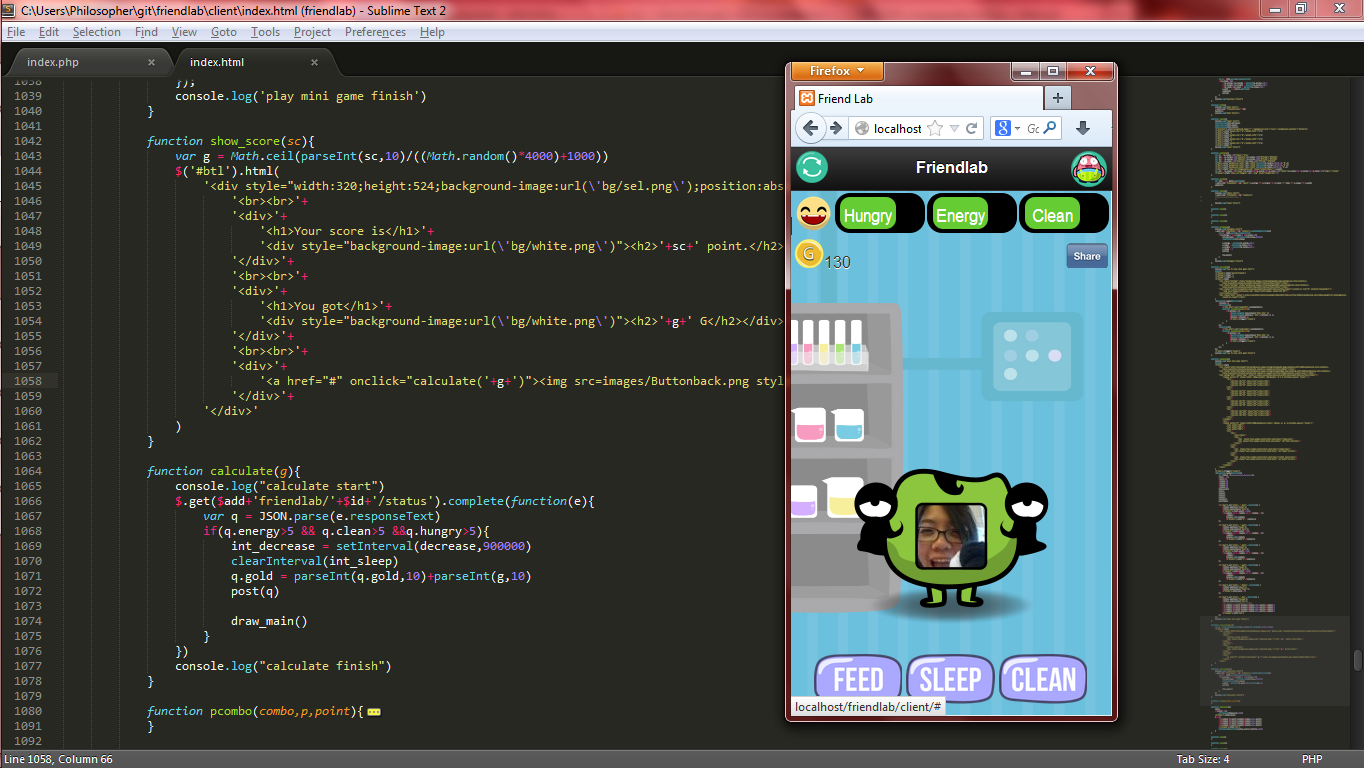 C:\Users\Philosopher\git\friendlab\client\index.html (friendlab) - Sublime Text 2
File Edit Selection Find View Goto Tools Project Preferences Help
index.php × index.html ×
1038 });
1039 console.log('play mini game finish')
1040 }
1041
1042 function show_score(sc){
1043 var g = Math.ceil(parseInt(sc,10)/((Math.random()*4000)+1000))
1044 $('#btl').html(
1045 '<div style="width:320;height:524;background-image:url(\'bg/sel.png\');position:abs
1046 '<br><br>'+
1047 '<div>'+
1048 '<h1>Your score is</h1>'+
1049 '<div style="background-image:url(\'bg/white.png\')"><h2>'+sc+' point.</h2>
1050 '</div>'+
1051 '<br><br>'+
1052 '<div>'+
1053 '<h1>You got</h1>'+
1054 '<div style="background-image:url(\'bg/white.png\')"><h2>'+g+' G</h2></div>
1055 '</div>'+
1056 '<br><br>'+
1057 '<div>'+
1058 '<a href="#" onclick="calculate('+g+')"><img src=images/Buttonback.png styl
1059 '</div>'+
1060 '</div>'
1061 )
1062 }
1063
1064 function calculate(g){
1065 console.log("calculate start")
1066 $.get($add+'friendlab/'+$id+'/status').complete(function(e){
1067 var q = JSON.parse(e.responseText)
1068 if(q.energy>5 && q.clean>5 &&q.hungry>5){
1069 int_decrease = setInterval(decrease,900000)
1070 clearInterval(int_sleep)
1071 q.gold = parseInt(q.gold,10)+parseInt(g,10)
1072 post(q)
1073
1074 draw_main()
1075 }
1076 })
1077 console.log("calculate finish")
1078 }
1079
1080 function pcombo(combo,p,point){
1091 }
1092
Line 1058, Column 66 Tab Size: 4 PHP
Firefox
Friend Lab
localhost
Friendlab
Hungry Energy Clean
G 130
Share
FEED SLEEP CLEAN
localhost/friendlab/client/#